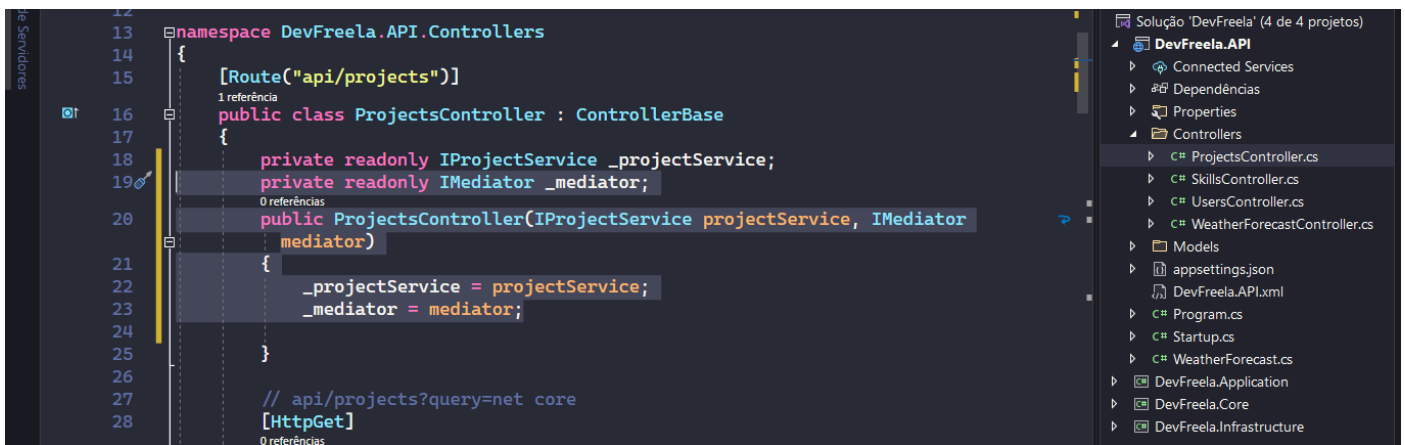 de Servidores
12
13 namespace DevFreela.API.Controllers
14 {
15 [Route("api/projects")]
1 referência
16 public class ProjectsController : ControllerBase
17 {
18 private readonly IProjectService _projectService;
19 private readonly IMediator _mediator;
0 referências
20 public ProjectsController(IProjectService projectService, IMediator
mediator)
21 {
22 _projectService = projectService;
23 _mediator = mediator;
24
25 }
26
27 // api/projects?query=net core
28 [HttpGet]
0 referências
Solução 'DevFreela' (4 de 4 projetos)
DevFreela.API
Connected Services
Dependências
Properties
Controllers
C# ProjectsController.cs
C# SkillsController.cs
C# UsersController.cs
C# WeatherForecastController.cs
Models
appsettings.json
DevFreela.API.xml
C# Program.cs
C# Startup.cs
C# WeatherForecast.cs
C# DevFreela.Application
C# DevFreela.Core
C# DevFreela.Infrastructure